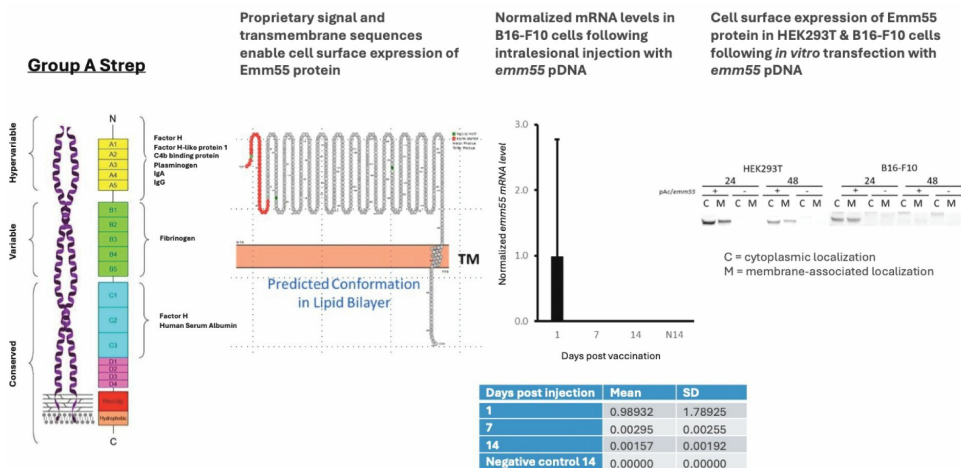 Proprietary signal and
transmembrane sequences
enable cell surface expression of
Emm55 protein
Normalized mRNA levels in
B16-F10 cells following
intralesional injection with
emm55 pDNA
Cell surface expression of Emm55
protein in HEK293T & B16-F10 cells
following in vitro transfection with
emm55 pDNA
Group A Strep
Hypervariable
Variable
Conserved
N
A1
A2
A3
A4
A5
B1
B2
B3
B4
B5
C1
C2
C3
D1
D2
D3
D4
Hydrophobic
C
Factor H
Factor H-like protein 1
C4b binding protein
Plasminogen
IgA
IgG
Fibrinogen
Factor H
Human Serum Albumin
TM
Predicted Conformation
in Lipid Bilayer
Normalized emm55 mRNA level
3.0
2.0
1.0
0.0
1 7 14 N14
Days post vaccination
HEK293T B16-F10
24 48 24 48
pAc/emm55 + - + - + - + -
C M C M C M C M C M C M C M C M
C = cytoplasmic localization
M = membrane-associated localization
Days post injection Mean SD
1 0.98932 1.78925
7 0.00295 0.00255
14 0.00157 0.00192
Negative control 14 0.00000 0.00000